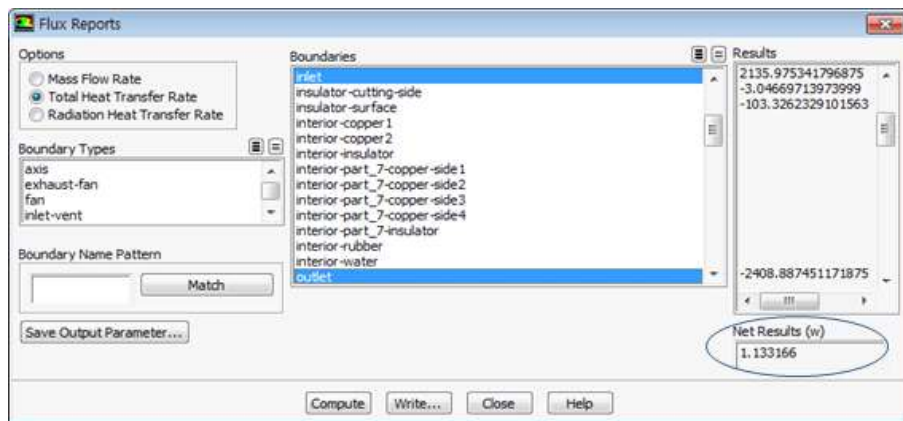 Flux Reports
Options
Mass Flow Rate
Total Heat Transfer Rate
Radiation Heat Transfer Rate
Boundary Types
axis
exhaust-fan
fan
inlet-vent
Boundary Name Pattern
Match
Save Output Parameter...
Boundaries
inlet
insulator-cutting-side
insulator-surface
interior-copper1
interior-copper2
interior-insulator
interior-part_7-copper-side1
interior-part_7-copper-side2
interior-part_7-copper-side3
interior-part_7-copper-side4
interior-part_7-insulator
interior-rubber
interior-water
outlet
Results
2135.975341796875
-3.04669713973999
-103.3262329101563
-2408.887451171875
Net Results (w)
1.133166
Compute
Write...
Close
Help